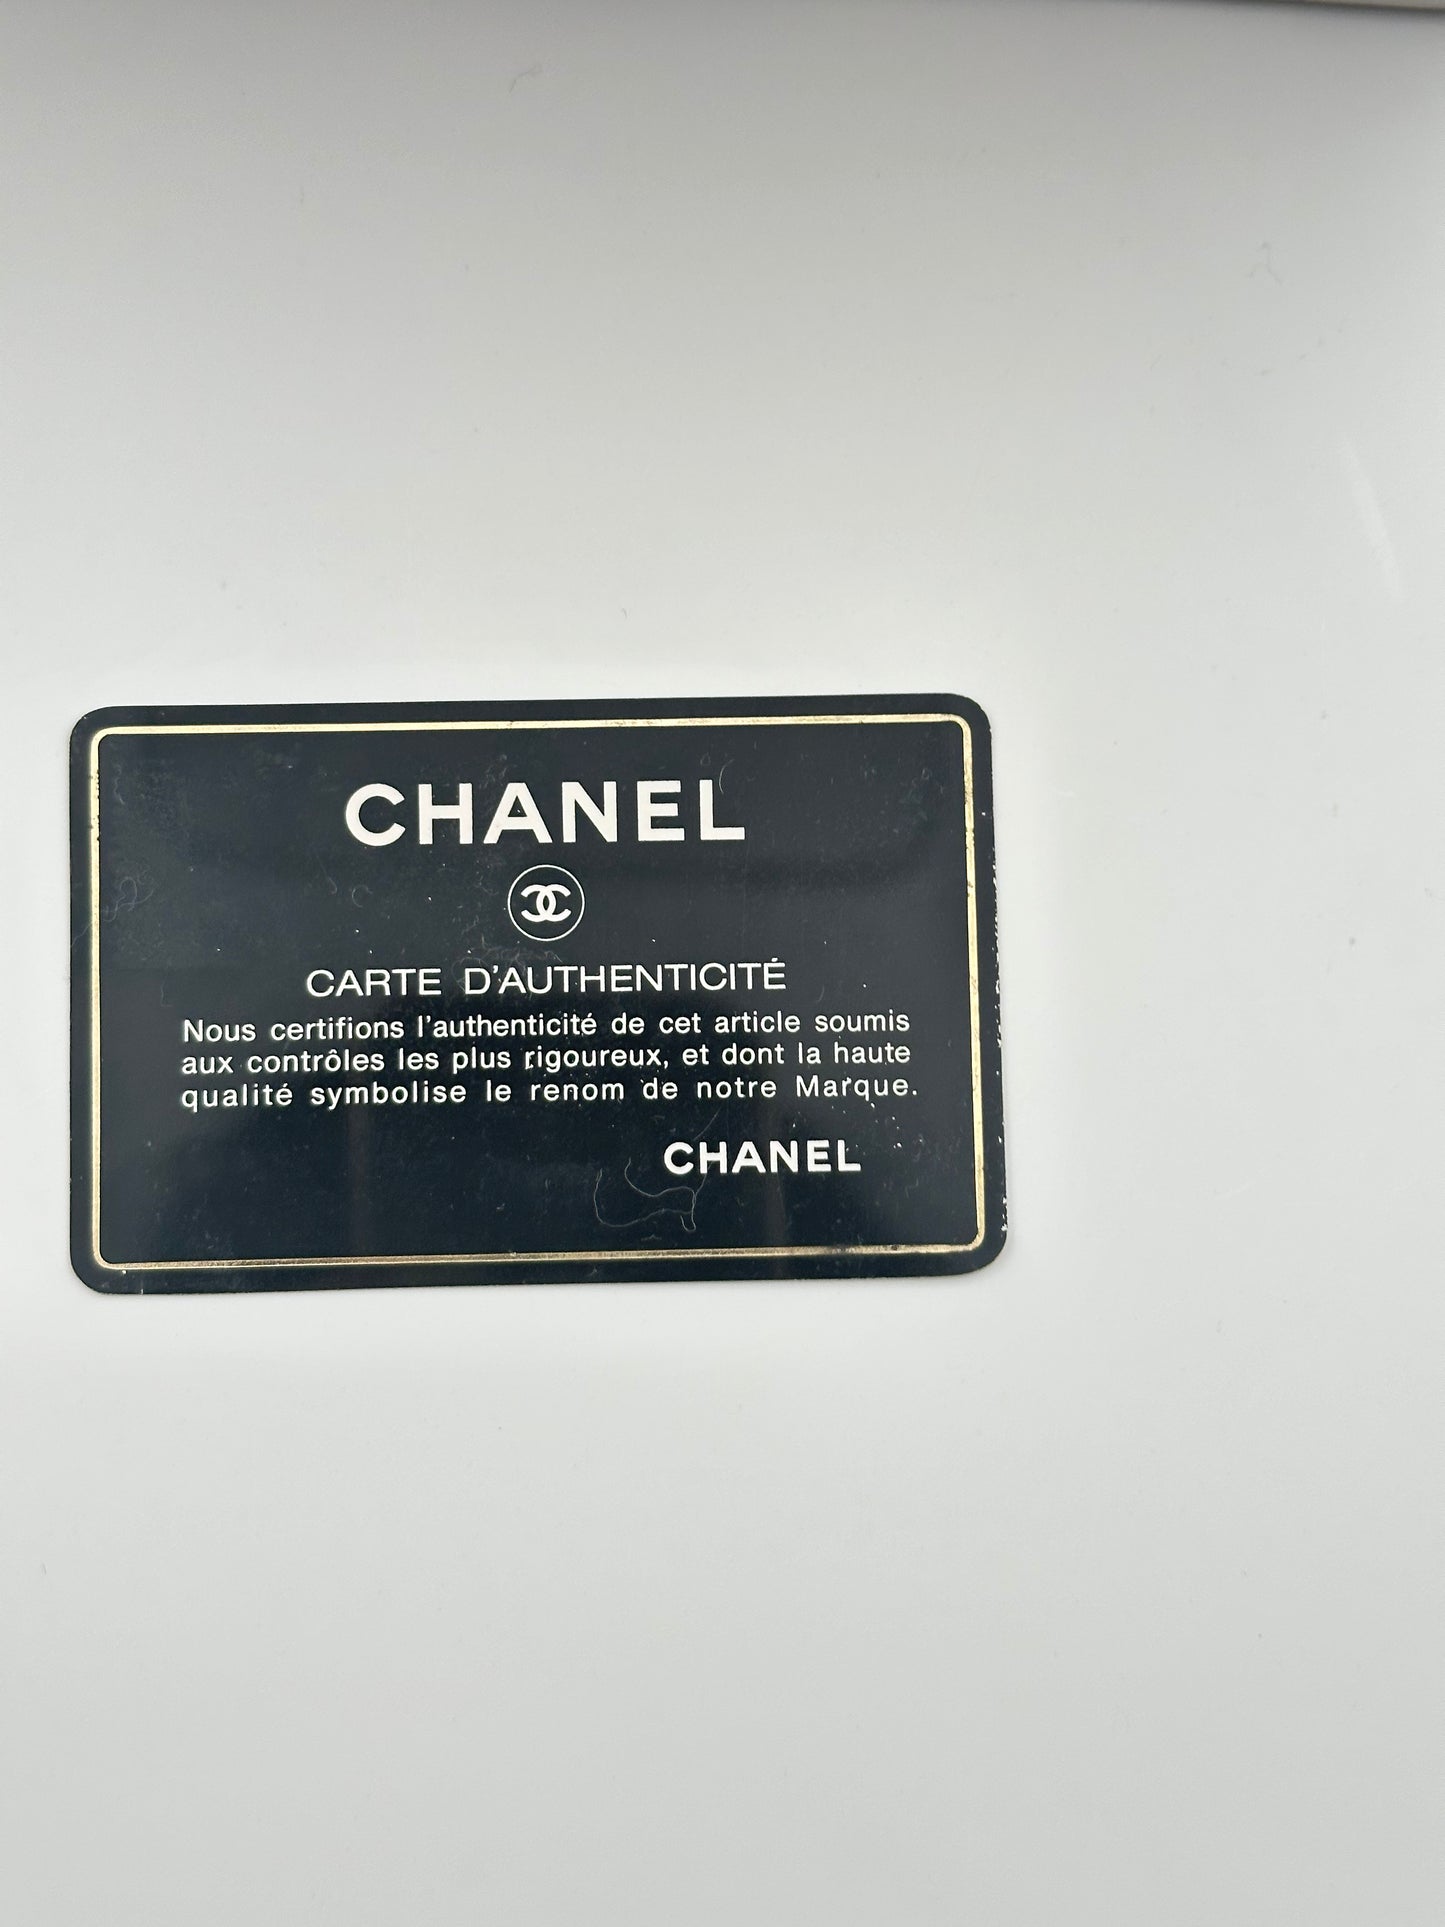 CHANEL
CARTE D'AUTHENTICITÉ
Nous certifions l'authenticité de cet article soumis
aux contrôles les plus rigoureux, et dont la haute
qualité symbolise le renom de notre Marque.
CHANEL